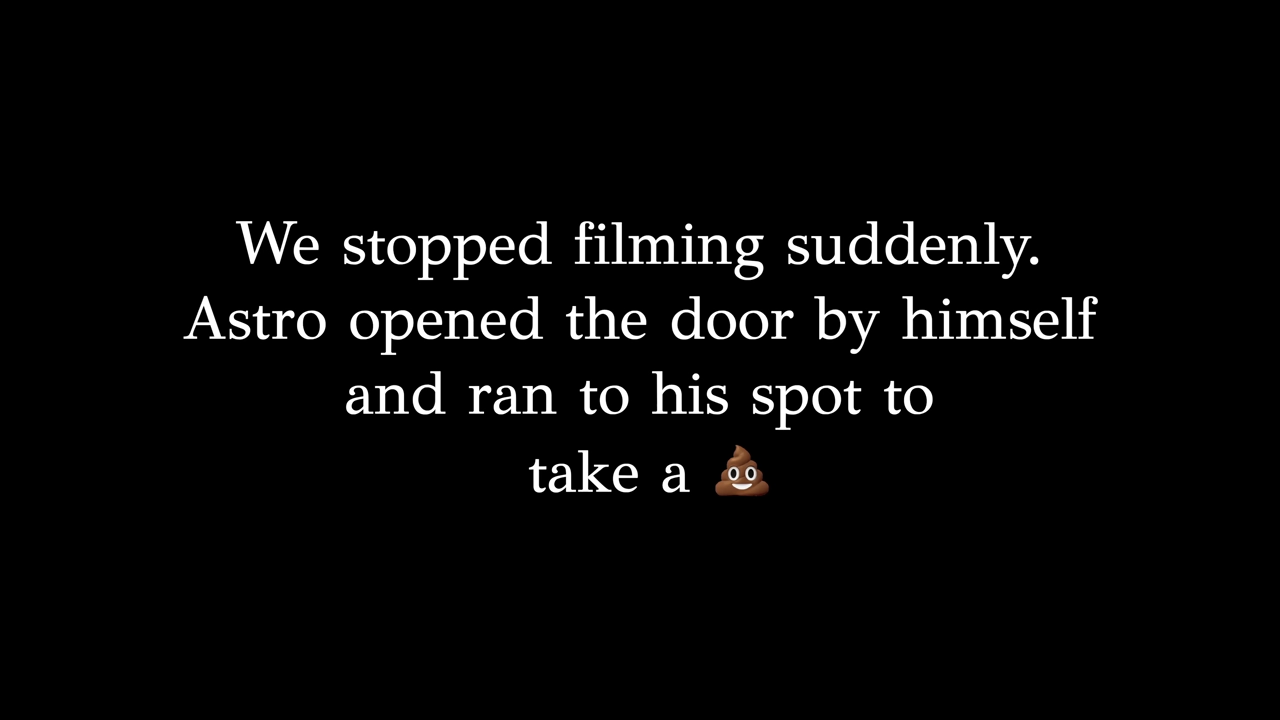 We stopped filming suddenly.
Astro opened the door by himself
and ran to his spot to
take a 💩